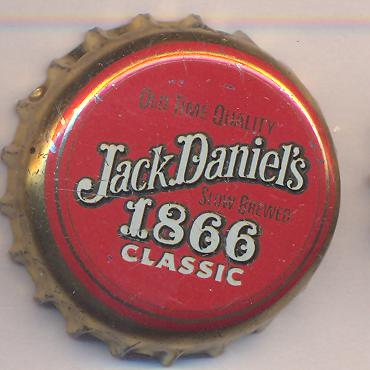 OLD-TIME QUALITY
Jack Daniel's
SLOW BREWED
1866
CLASSIC